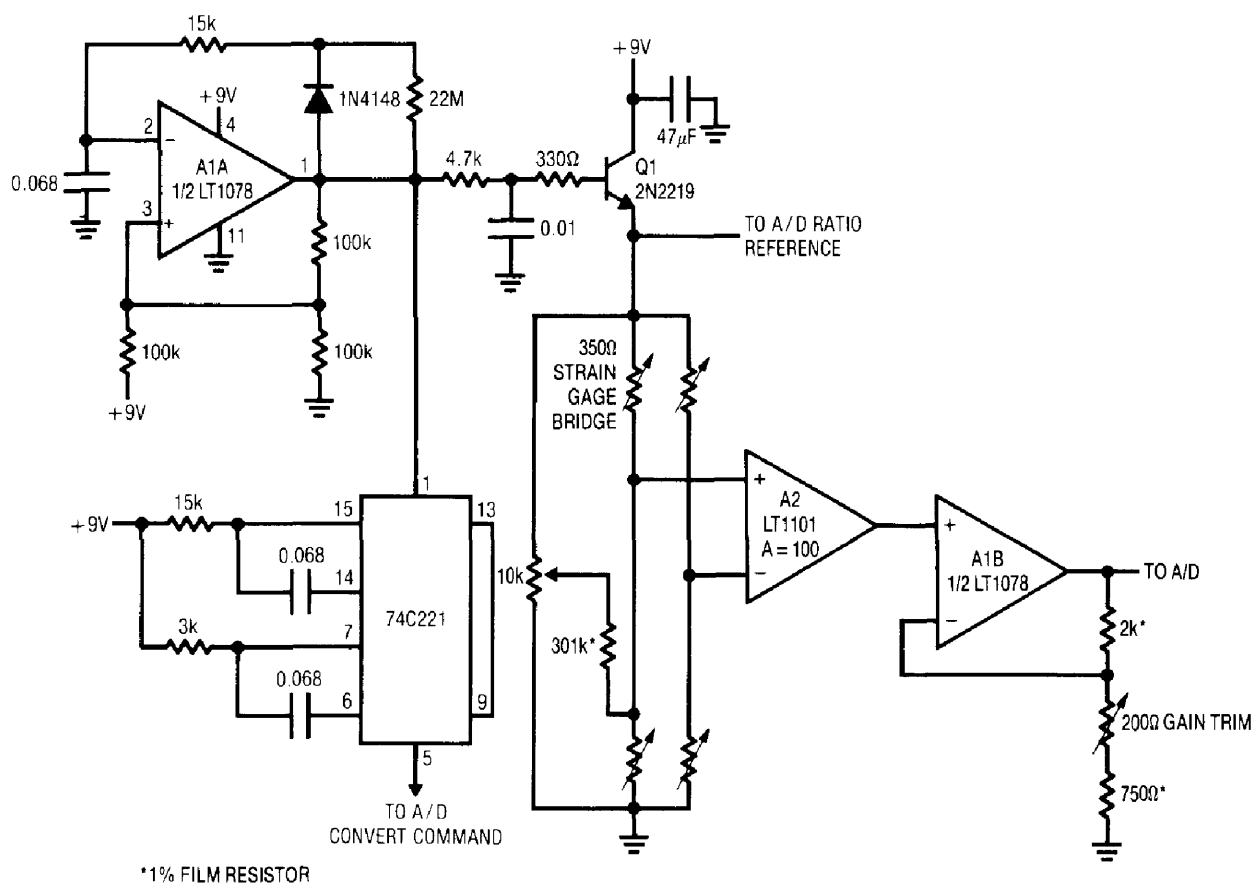 15k
+9V
1N4148
22M
+9V
47µF
2
4
−
A1A
1/2 LT1078
1
0.068
3
+
11
4.7k
330Ω
Q1
2N2219
0.01
100k
TO A/D RATIO
REFERENCE
100k
100k
+9V
350Ω
STRAIN
GAGE
BRIDGE
1
+9V
15k
15
13
0.068
14
74C221
3k
7
0.068
6
9
5
TO A/D
CONVERT COMMAND
10k
301k*
+
A2
LT1101
A = 100
−
+
A1B
1/2 LT1078
−
TO A/D
2k*
200Ω GAIN TRIM
750Ω*
*1% FILM RESISTOR